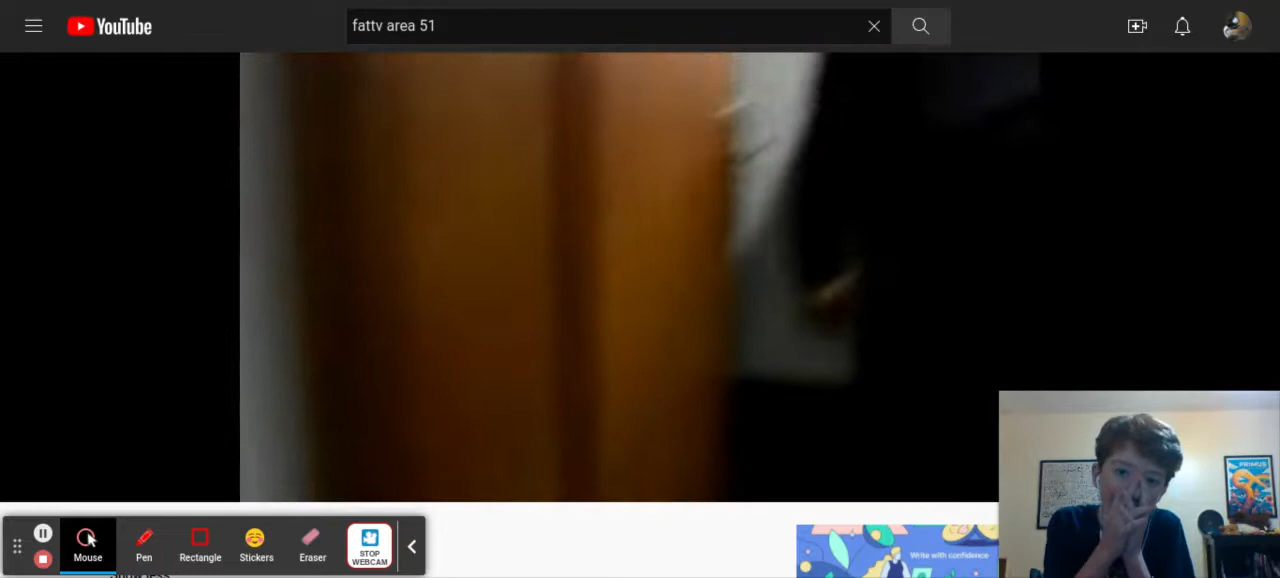 YouTube
fattv area 51
PRIMUS
Write with confidence
Mouse
Pen
Rectangle
Stickers
Eraser
STOP
WEBCAM